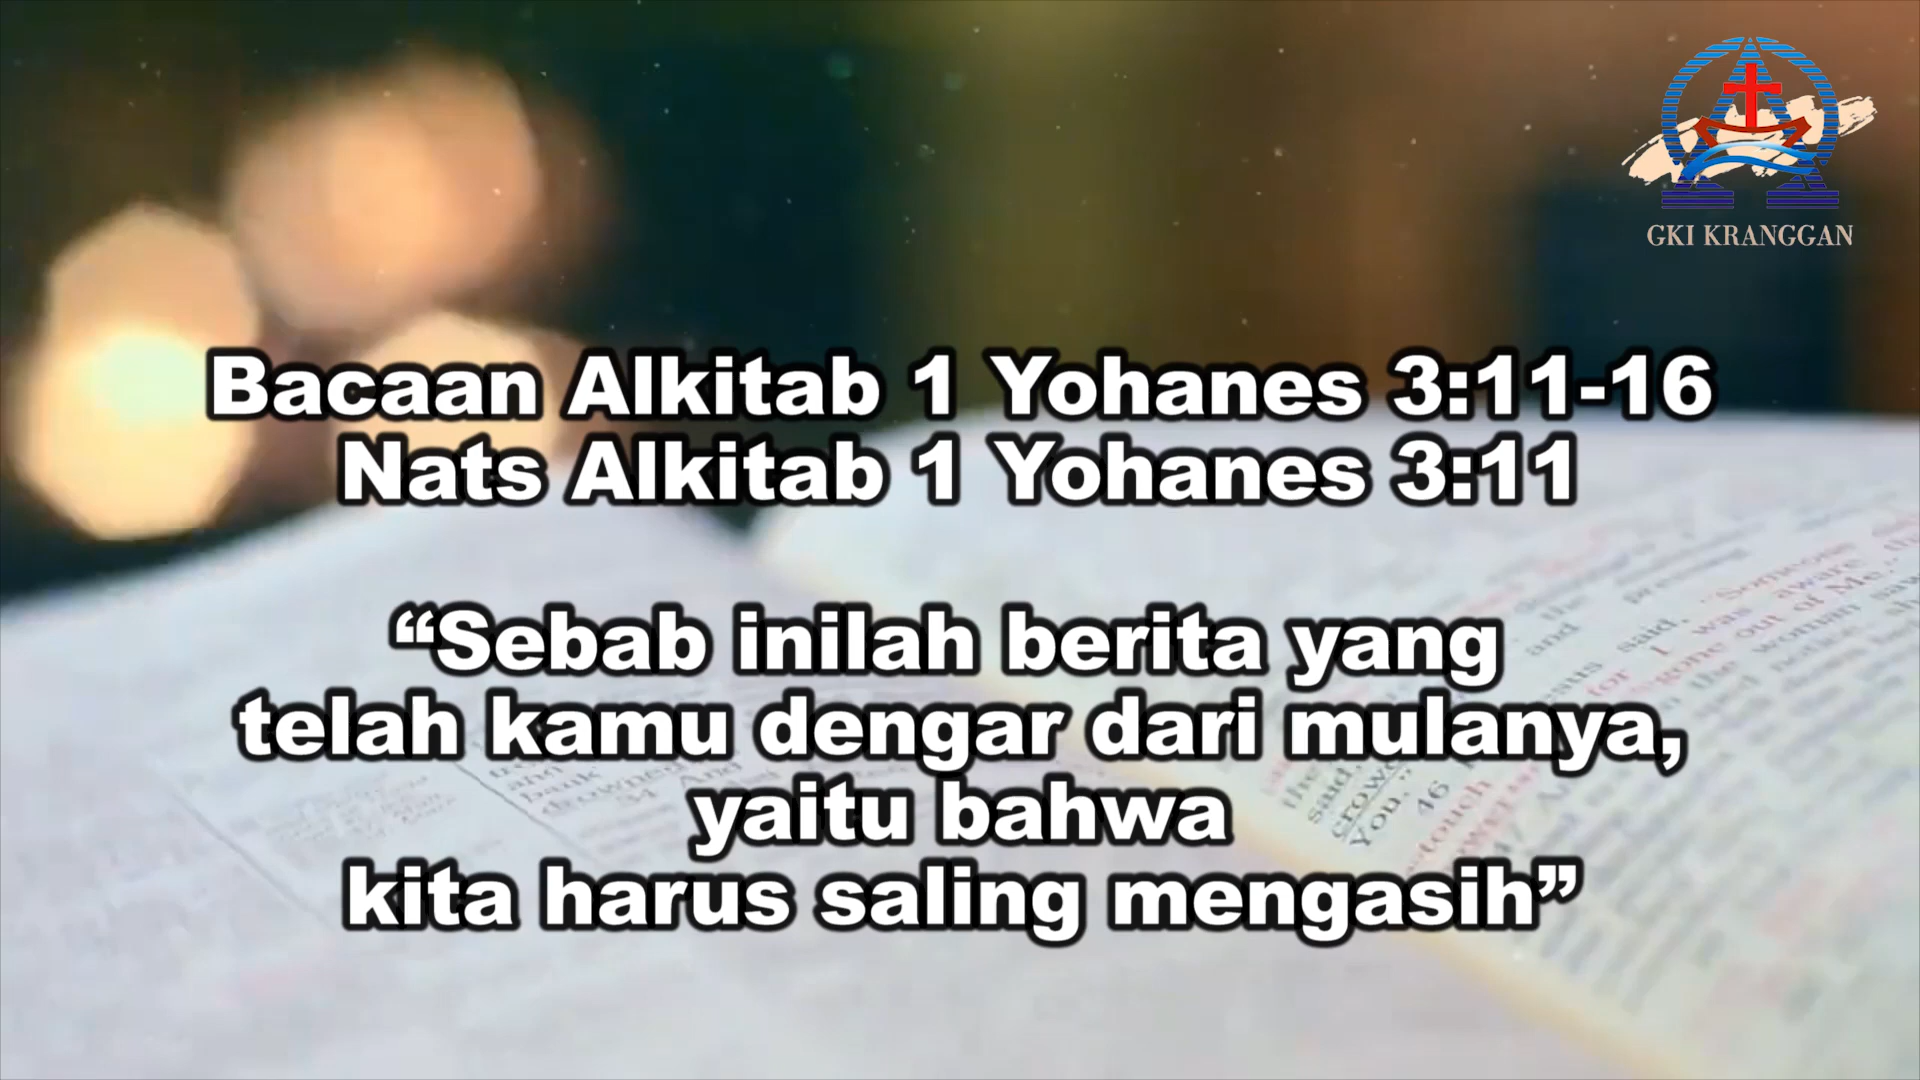 GKI KRANGGAN
Bacaan Alkitab 1 Yohanes 3:11-16
Nats Alkitab 1 Yohanes 3:11
“Sebab inilah berita yang
telah kamu dengar dari mulanya,
yaitu bahwa
kita harus saling mengasih”